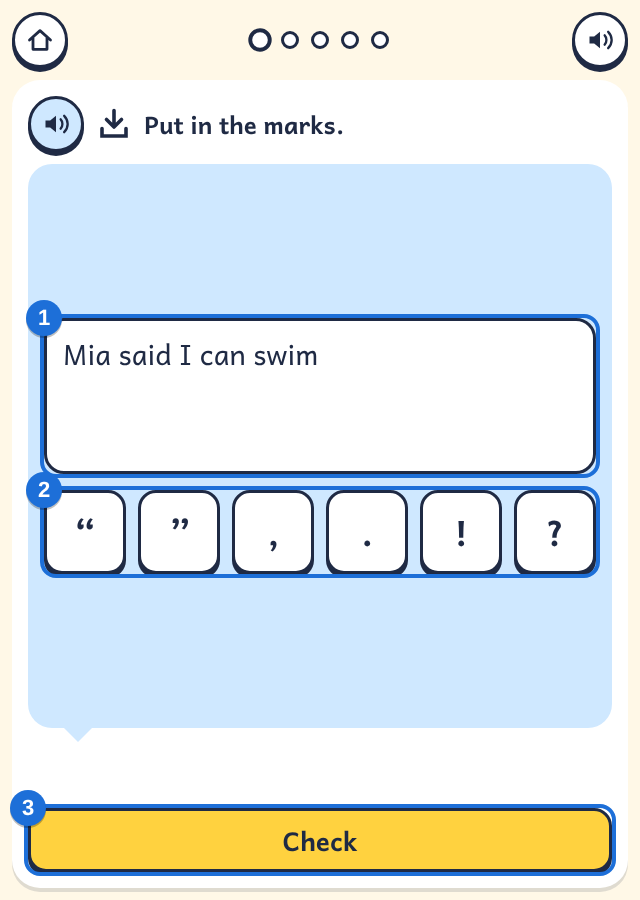 Put in the marks.
1
Mia said I can swim
2
“ ” , . ! ?
3
Check